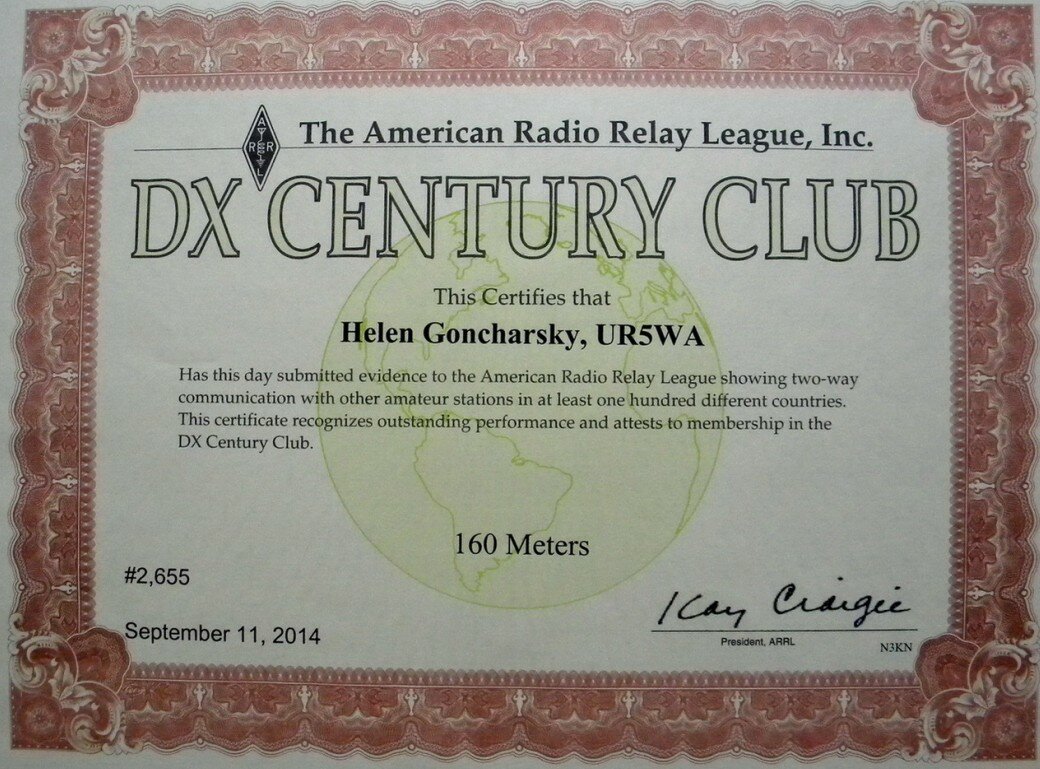 The American Radio Relay League, Inc.
A
R R
L
DX CENTURY CLUB
This Certifies that
Helen Goncharsky, UR5WA
Has this day submitted evidence to the American Radio Relay League showing two-way
communication with other amateur stations in at least one hundred different countries.
This certificate recognizes outstanding performance and attests to membership in the
DX Century Club.
160 Meters
#2,655
September 11, 2014
Kay Craigie
President, ARRL
N3KN